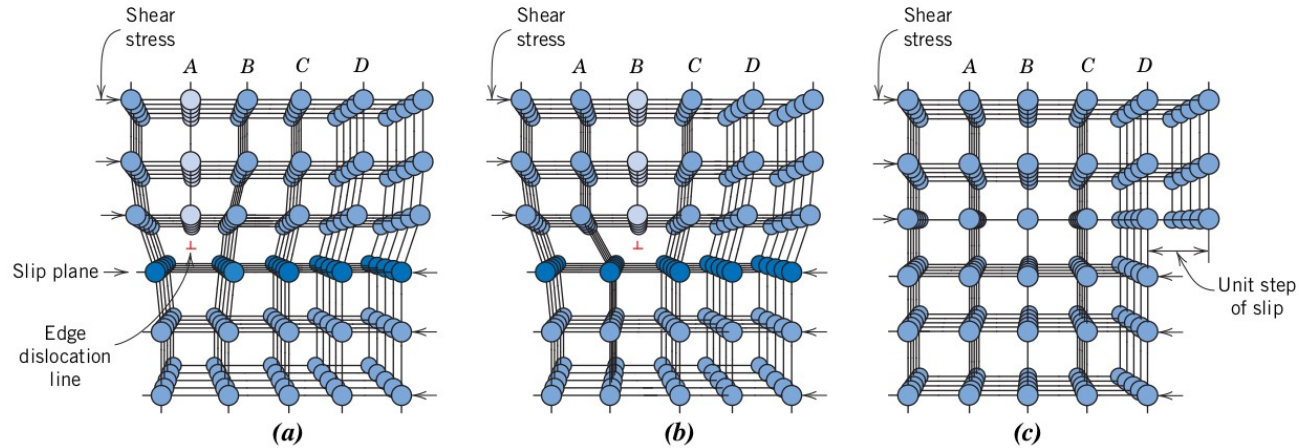 Shear
stress
A B C D
⊥
Slip plane
Edge
dislocation
line
(a)
Shear
stress
A B C D
⊥
(b)
Shear
stress
A B C D
Unit step
of slip
(c)